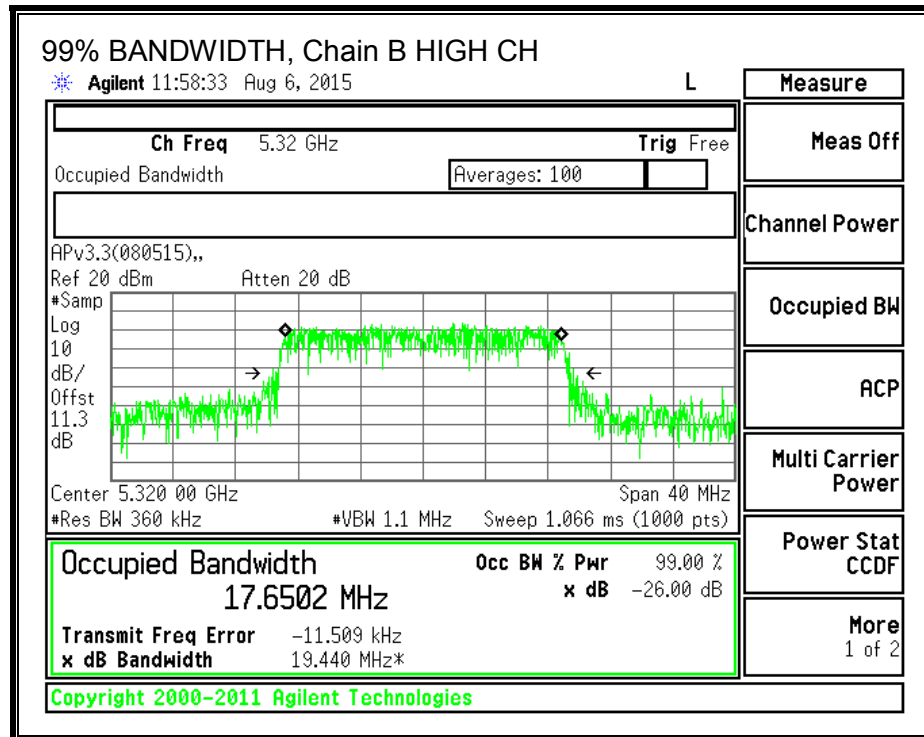 99% BANDWIDTH, Chain B HIGH CH
Agilent 11:58:33 Aug 6, 2015 L
Measure
Ch Freq 5.32 GHz Trig Free
Meas Off
Occupied Bandwidth Averages: 100
Channel Power
APv3.3(080515),,
Ref 20 dBm Atten 20 dB
#Samp
Log
10
dB/
Offst
11.3
dB
Occupied BW
ACP
Multi Carrier
Power
Center 5.320 00 GHz Span 40 MHz
#Res BW 360 kHz #VBW 1.1 MHz Sweep 1.066 ms (1000 pts)
Power Stat
CCDF
Occupied Bandwidth Occ BW % Pwr 99.00 %
17.6502 MHz x dB -26.00 dB
Transmit Freq Error -11.509 kHz
x dB Bandwidth 19.440 MHz*
More
1 of 2
Copyright 2000-2011 Agilent Technologies